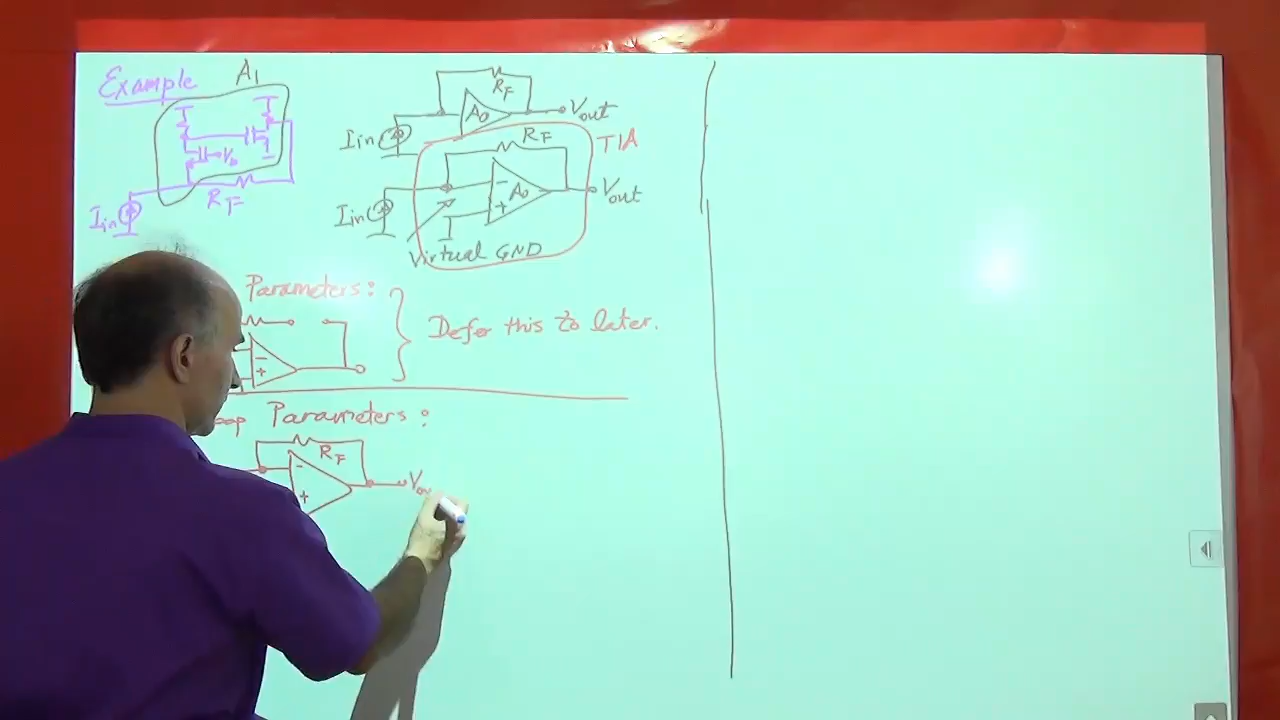 Example A1
Vb
RF
Iin
RF
A0 Vout
Iin
TIA
RF
- A0 Vout
Iin +
Virtual GND
Parameters:
- +
Defer this to later.
Parameters:
RF
-
+